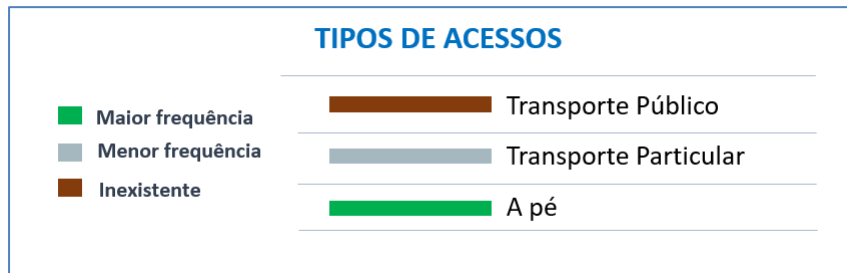 TIPOS DE ACESSOS
Maior frequência
Menor frequência
Inexistente
Transporte Público
Transporte Particular
A pé